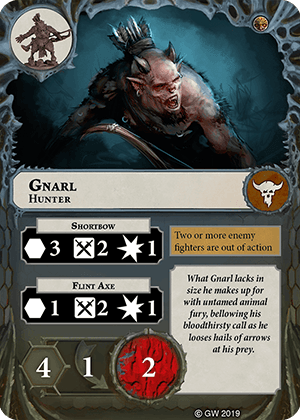 GNARL
HUNTER
SHORTBOW
3 2 1
Two or more enemy
fighters are out of action
FLINT AXE
1 2 1
What Gnarl lacks in
size he makes up for
with untamed animal
fury, bellowing his
bloodthirsty call as he
looses hails of arrows
at his prey.
4 1 2
© GW 2019